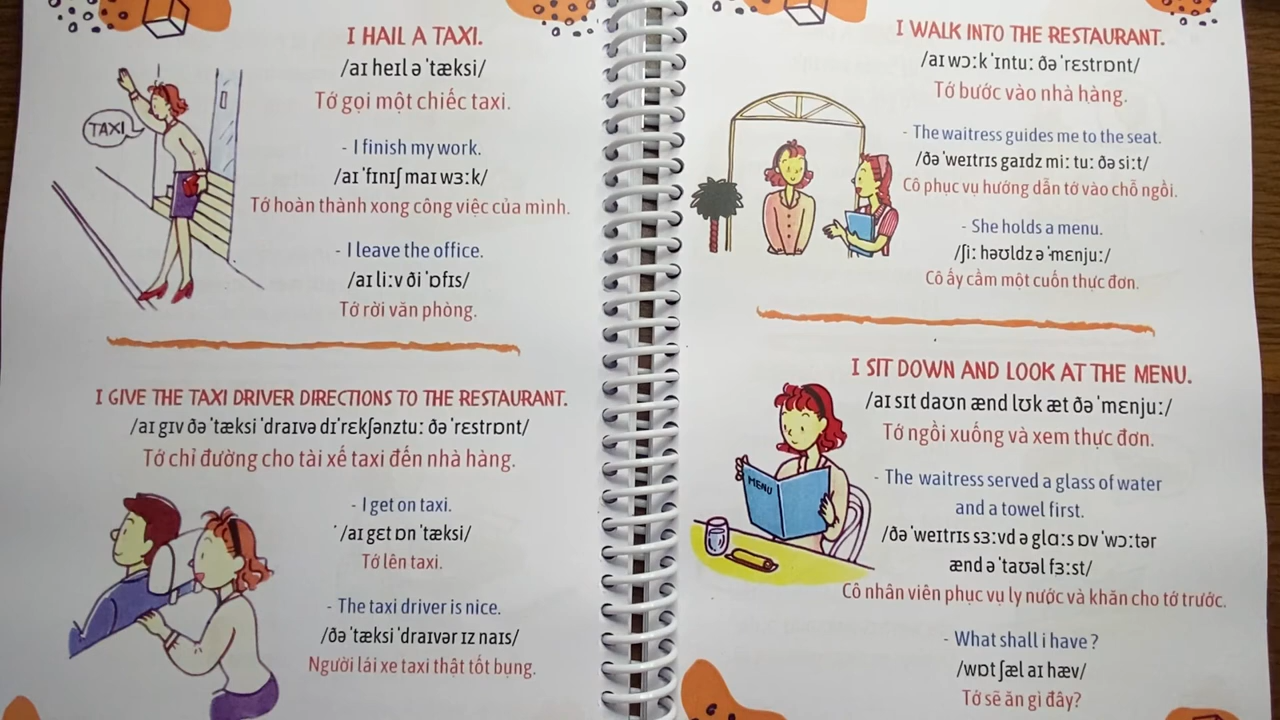 I HAIL A TAXI.
/aɪ heɪl ə ˈtæksi/
Tớ gọi một chiếc taxi.
TAXI
- I finish my work.
/aɪ ˈfɪnɪʃ maɪ wɜːk/
Tớ hoàn thành xong công việc của mình.
- I leave the office.
/aɪ liːv ði ˈɒfɪs/
Tớ rời văn phòng.
I GIVE THE TAXI DRIVER DIRECTIONS TO THE RESTAURANT.
/aɪ gɪv ðə ˈtæksi ˈdraɪvə dɪˈrɛkʃənztuː ðə ˈrɛstrɒnt/
Tớ chỉ đường cho tài xế taxi đến nhà hàng.
- I get on taxi.
/aɪ gɛt ɒn ˈtæksi/
Tớ lên taxi.
- The taxi driver is nice.
/ðə ˈtæksi ˈdraɪvər ɪz naɪs/
Người lái xe taxi thật tốt bụng.
I WALK INTO THE RESTAURANT.
/aɪ wɔːk ˈɪntuː ðə ˈrɛstrɒnt/
Tớ bước vào nhà hàng.
- The waitress guides me to the seat.
/ðə ˈweɪtrɪs gaɪdz miː tuː ðə siːt/
Cô phục vụ hướng dẫn tớ vào chỗ ngồi.
- She holds a menu.
/ʃiː həʊldz ə ˈmɛnjuː/
Cô ấy cầm một cuốn thực đơn.
I SIT DOWN AND LOOK AT THE MENU.
/aɪ sɪt daʊn ænd lʊk æt ðə ˈmɛnjuː/
Tớ ngồi xuống và xem thực đơn.
MENU
- The waitress served a glass of water
and a towel first.
/ðə ˈweɪtrɪs sɜːvd ə glɑːs ɒv ˈwɔːtər
ænd ə ˈtaʊəl fɜːst/
Cô nhân viên phục vụ ly nước và khăn cho tớ trước.
- What shall i have ?
/wɒt ʃæl aɪ hæv/
Tớ sẽ ăn gì đây?